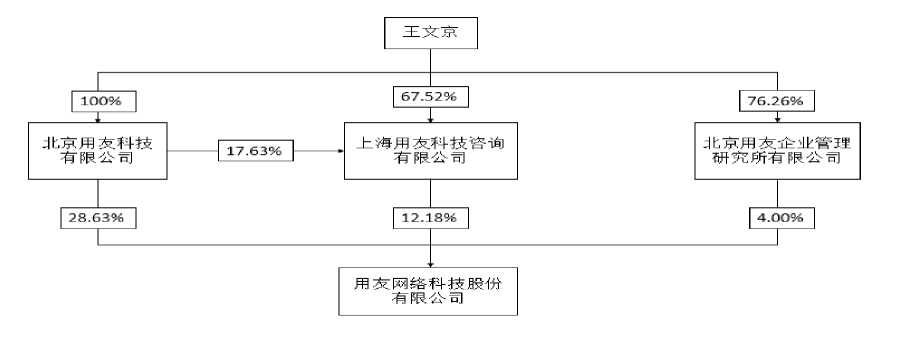 王文京
100%
67.52%
76.26%
北京用友科技
有限公司
17.63%
上海用友科技咨询
有限公司
北京用友企业管理
研究所有限公司
28.63%
12.18%
4.00%
用友网络科技股份
有限公司